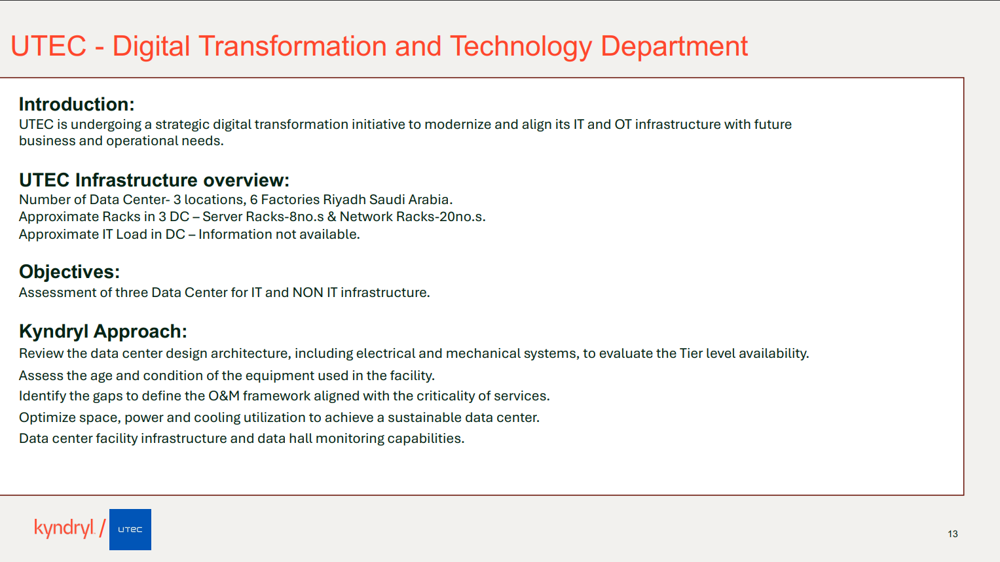 UTEC - Digital Transformation and Technology Department
Introduction:
UTEC is undergoing a strategic digital transformation initiative to modernize and align its IT and OT infrastructure with future
business and operational needs.
UTEC Infrastructure overview:
Number of Data Center- 3 locations, 6 Factories Riyadh Saudi Arabia.
Approximate Racks in 3 DC – Server Racks-8no.s & Network Racks-20no.s.
Approximate IT Load in DC – Information not available.
Objectives:
Assessment of three Data Center for IT and NON IT infrastructure.
Kyndryl Approach:
Review the data center design architecture, including electrical and mechanical systems, to evaluate the Tier level availability.
Assess the age and condition of the equipment used in the facility.
Identify the gaps to define the O&M framework aligned with the criticality of services.
Optimize space, power and cooling utilization to achieve a sustainable data center.
Data center facility infrastructure and data hall monitoring capabilities.
kyndryl. / UTEC
13